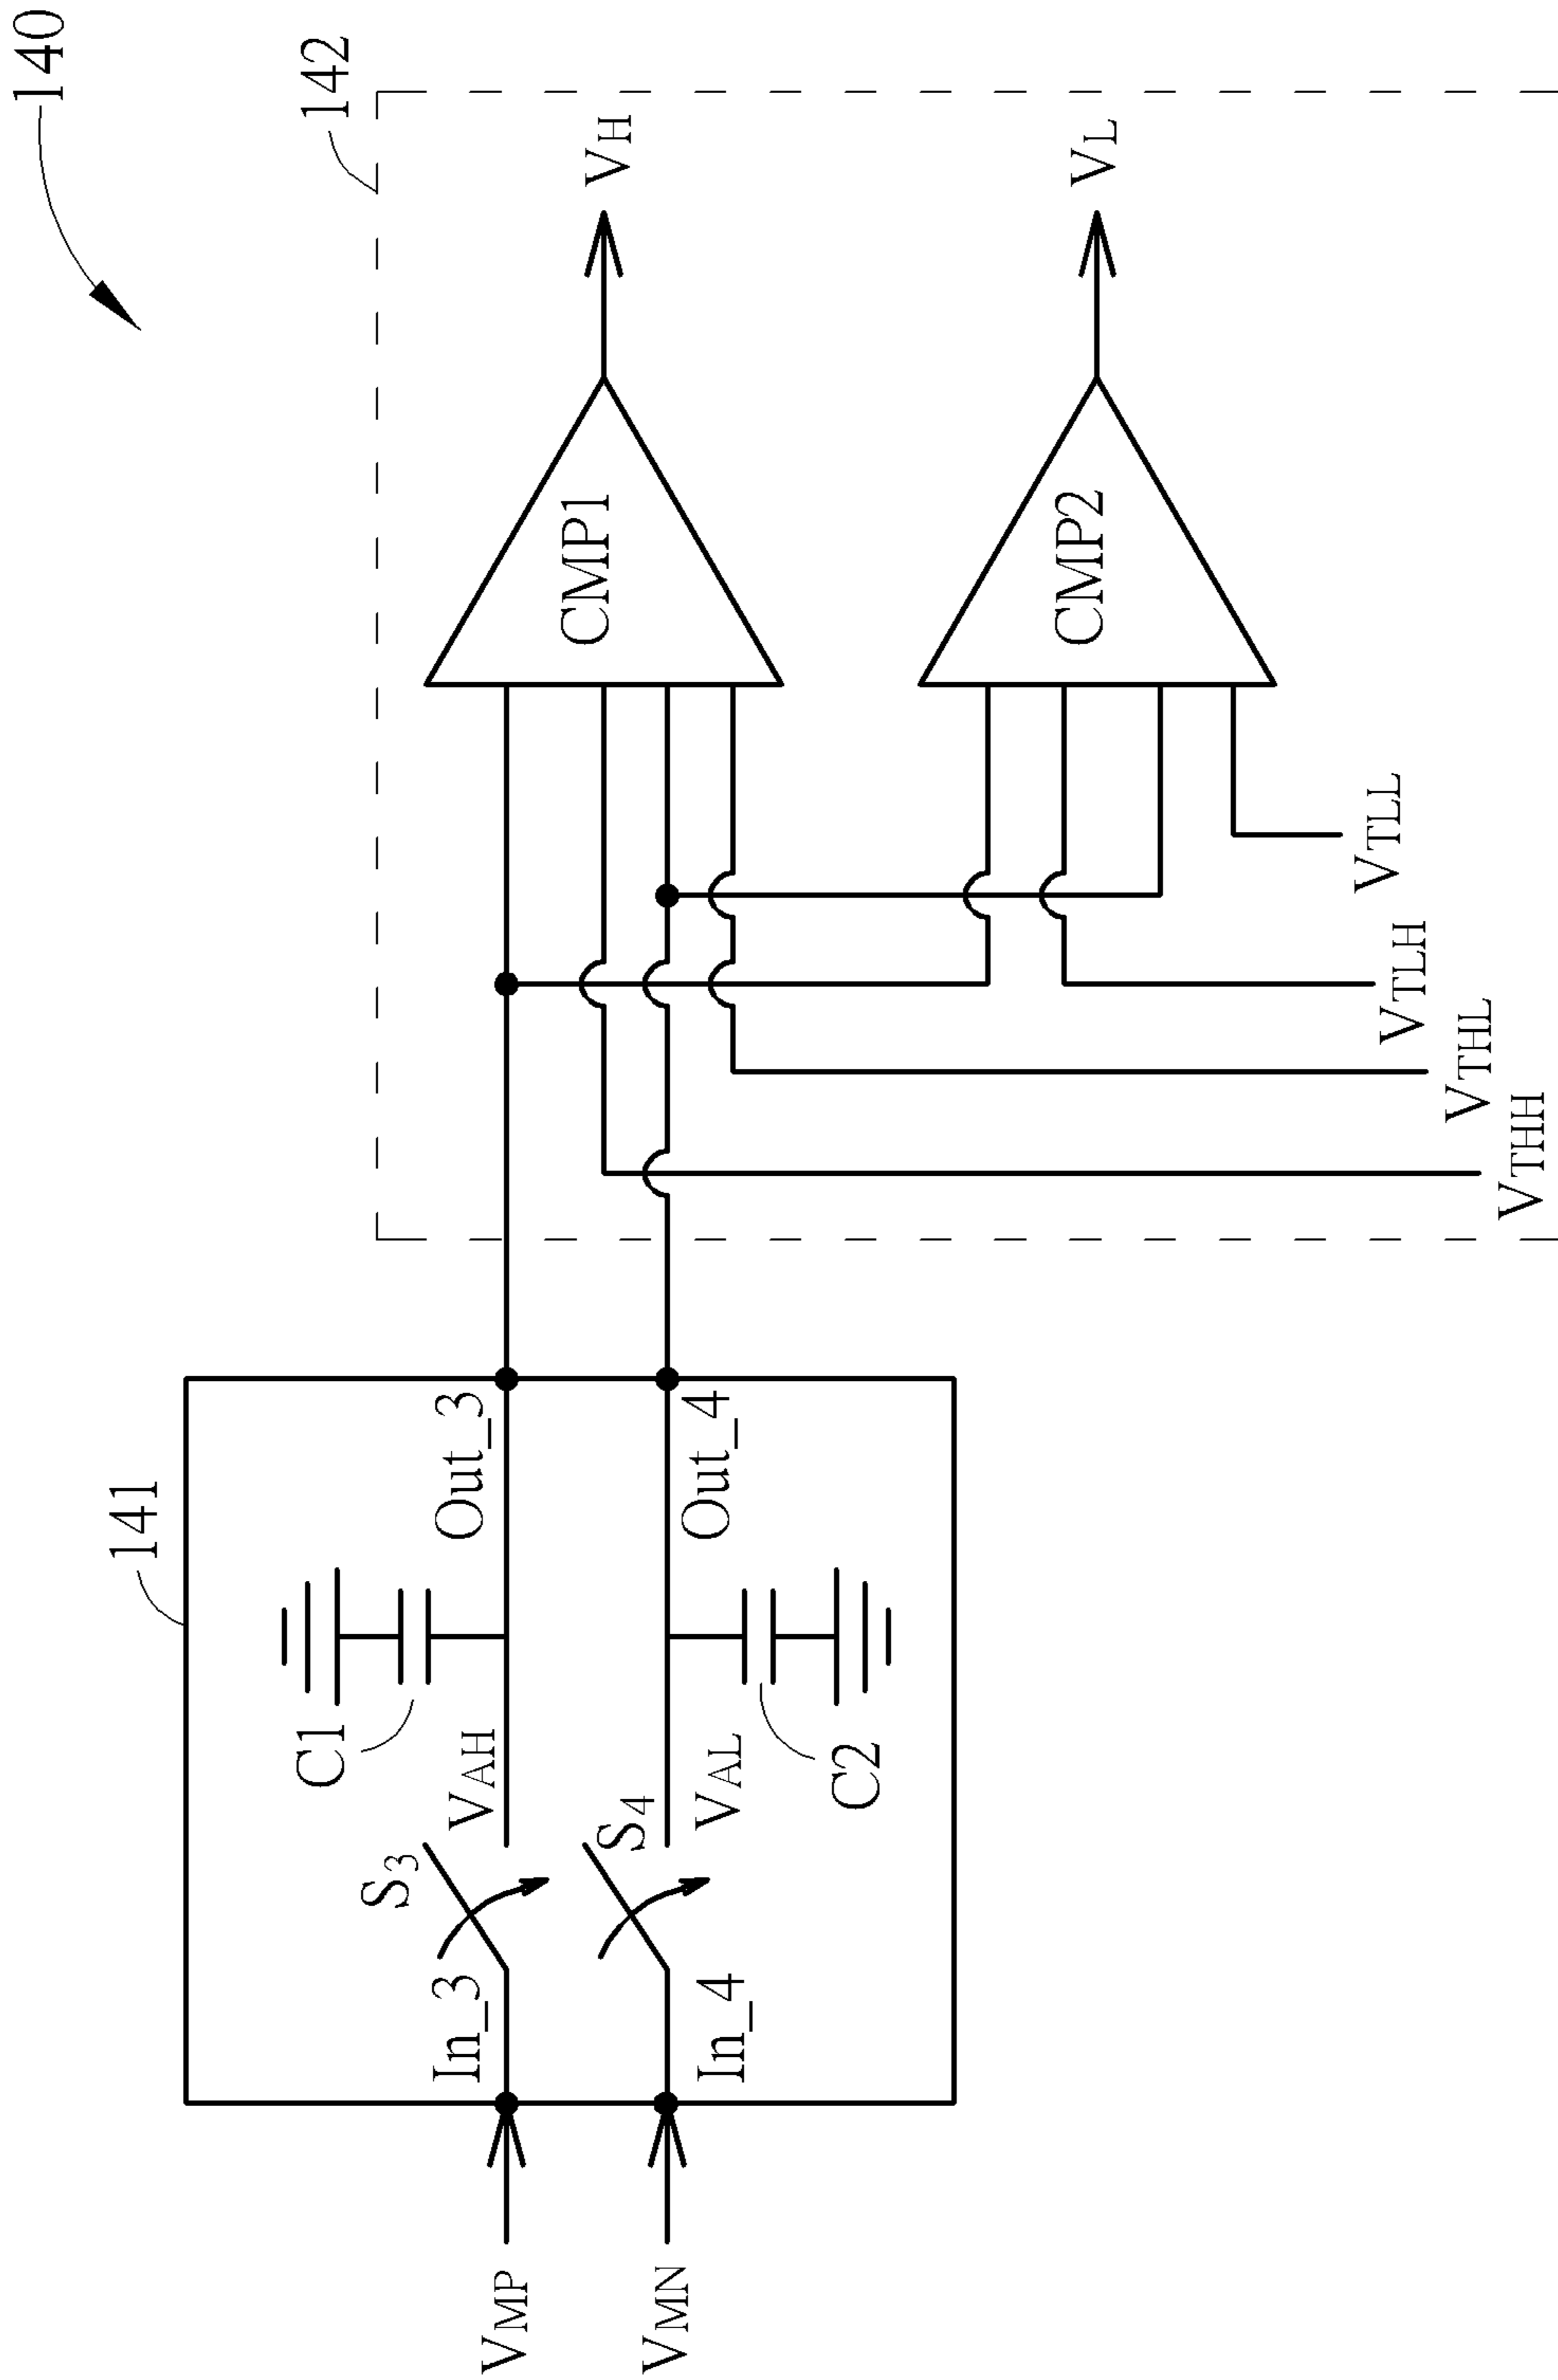 140
142
141
VH
VL
CMP1
CMP2
VTLL
VTLH
VTHL
VTHH
Out_3
Out_4
C1
C2
VAH
VAL
S3
S4
In_3
In_4
VMP
VMN